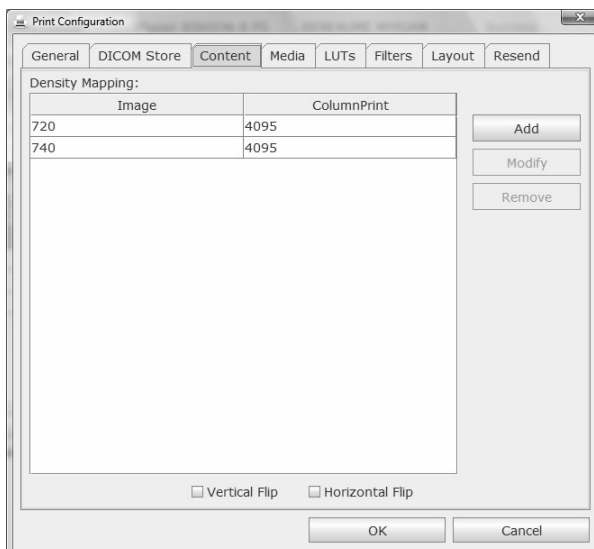 Print Configuration
General DICOM Store Content Media LUTs Filters Layout Resend
Density Mapping:
Image ColumnPrint
720 4095
740 4095
Add
Modify
Remove
Vertical Flip Horizontal Flip
OK Cancel